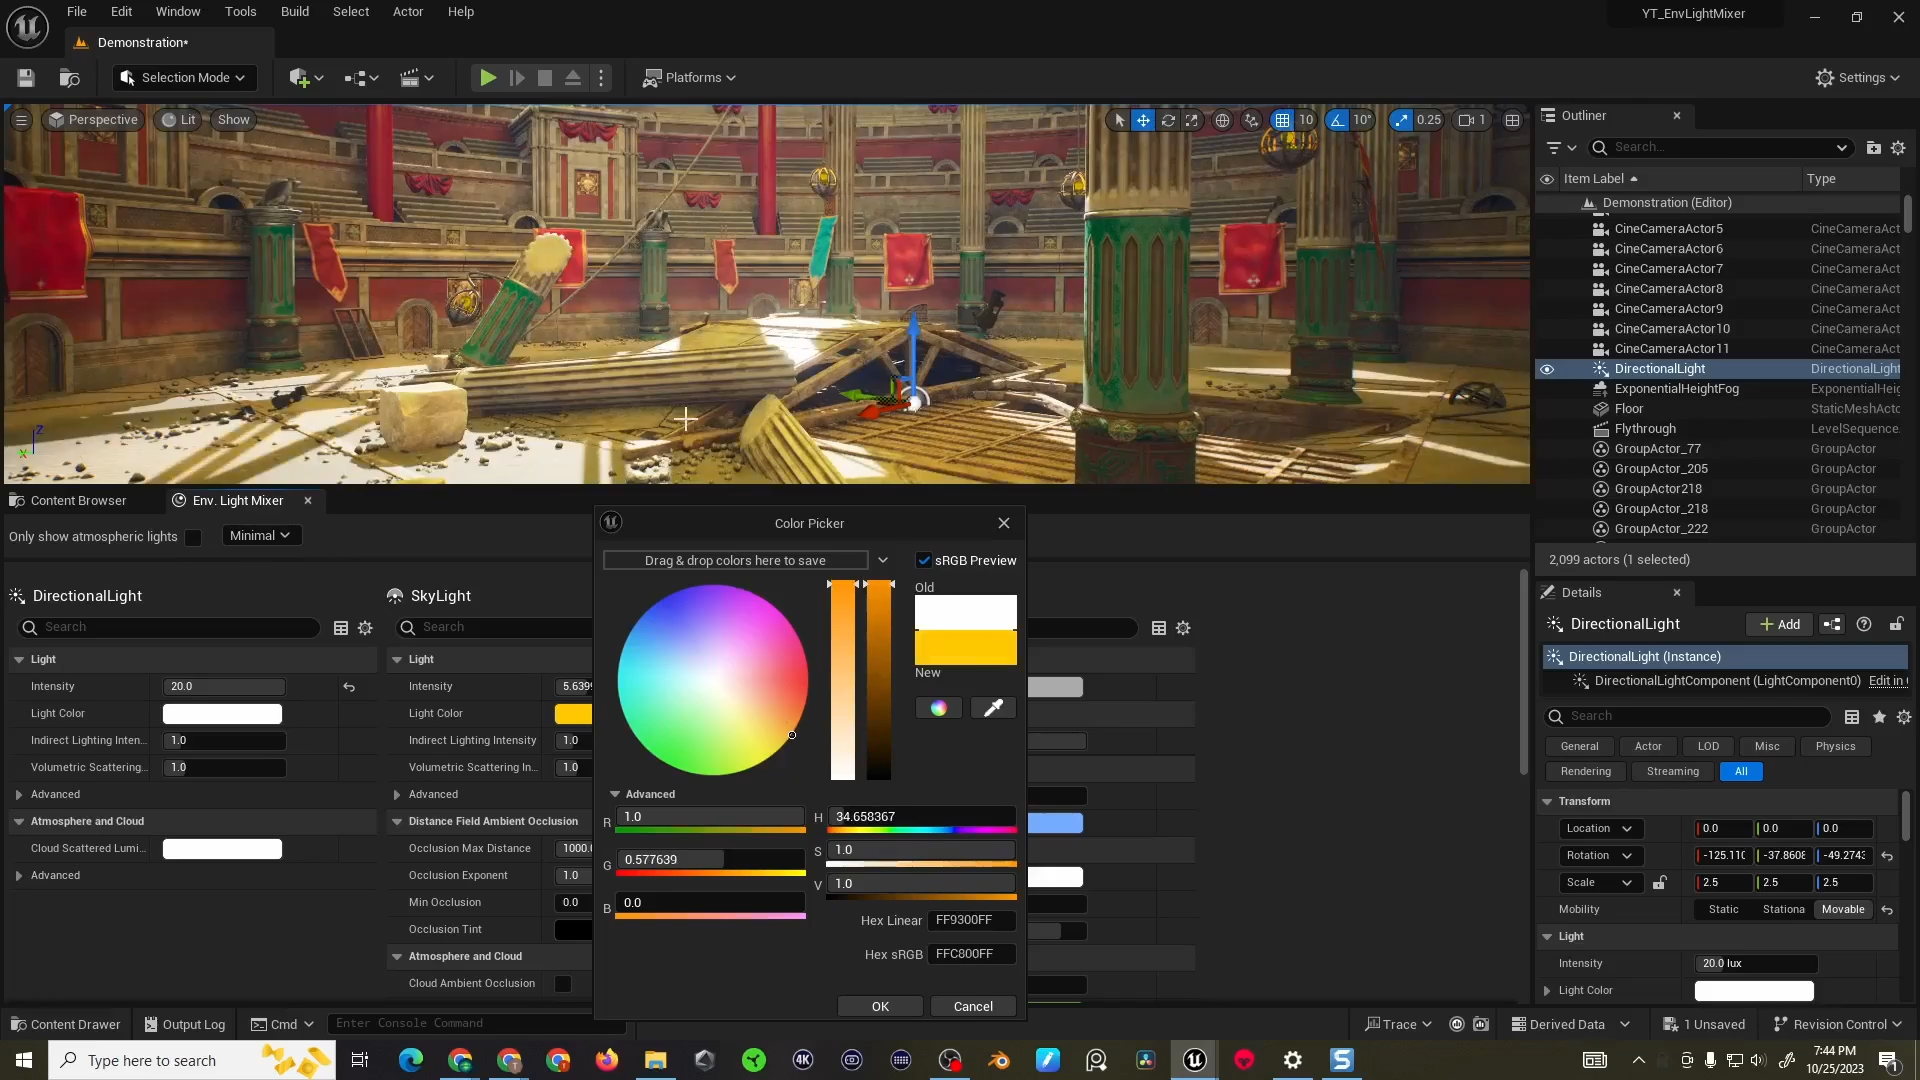 File Edit Window Tools Build Select Actor Help
YT_EnvLightMixer
Demonstration*
Selection Mode
Platforms
Settings
Perspective Lit Show
10 10° 0.25 1
Outliner
Search...
Item Label Type
Demonstration (Editor)
CineCameraActor5 CineCameraAct
CineCameraActor6 CineCameraAct
CineCameraActor7 CineCameraAct
CineCameraActor8 CineCameraAct
CineCameraActor9 CineCameraAct
CineCameraActor10 CineCameraAct
CineCameraActor11 CineCameraAct
DirectionalLight DirectionalLight
ExponentialHeightFog ExponentialHeig
Floor StaticMeshActo
Flythrough LevelSequence
GroupActor_77 GroupActor
GroupActor_205 GroupActor
GroupActor218 GroupActor
GroupActor_218 GroupActor
GroupActor_222 GroupActor
2,099 actors (1 selected)
Z
X
Content Browser Env. Light Mixer
Only show atmospheric lights Minimal
DirectionalLight
Search
Light
Intensity 20.0
Light Color
Indirect Lighting Inten... 1.0
Volumetric Scattering... 1.0
Advanced
Atmosphere and Cloud
Cloud Scattered Lumi...
Advanced
SkyLight
Search
Light
Intensity 5.6399
Light Color
Indirect Lighting Intensity 1.0
Volumetric Scattering In... 1.0
Advanced
Distance Field Ambient Occlusion
Occlusion Max Distance 1000.0
Occlusion Exponent 1.0
Min Occlusion 0.0
Occlusion Tint
Atmosphere and Cloud
Cloud Ambient Occlusion
Color Picker
Drag & drop colors here to save
sRGB Preview
Old
New
Advanced
R 1.0
G 0.577639
B 0.0
H 34.658367
S 1.0
V 1.0
Hex Linear FF9300FF
Hex sRGB FFC800FF
OK Cancel
Details
DirectionalLight Add
DirectionalLight (Instance)
DirectionalLightComponent (LightComponent0) Edit in
Search
General Actor LOD Misc Physics
Rendering Streaming All
Transform
Location 0.0 0.0 0.0
Rotation
Scale 2.5 2.5 2.5
Mobility Static Stationa Movable
Light
Intensity 20.0 lux
Light Color
Content Drawer Output Log Cmd Enter Console Command
Trace Derived Data 1 Unsaved Revision Control
Type here to search
4K
7:44 PM
10/25/2023
1